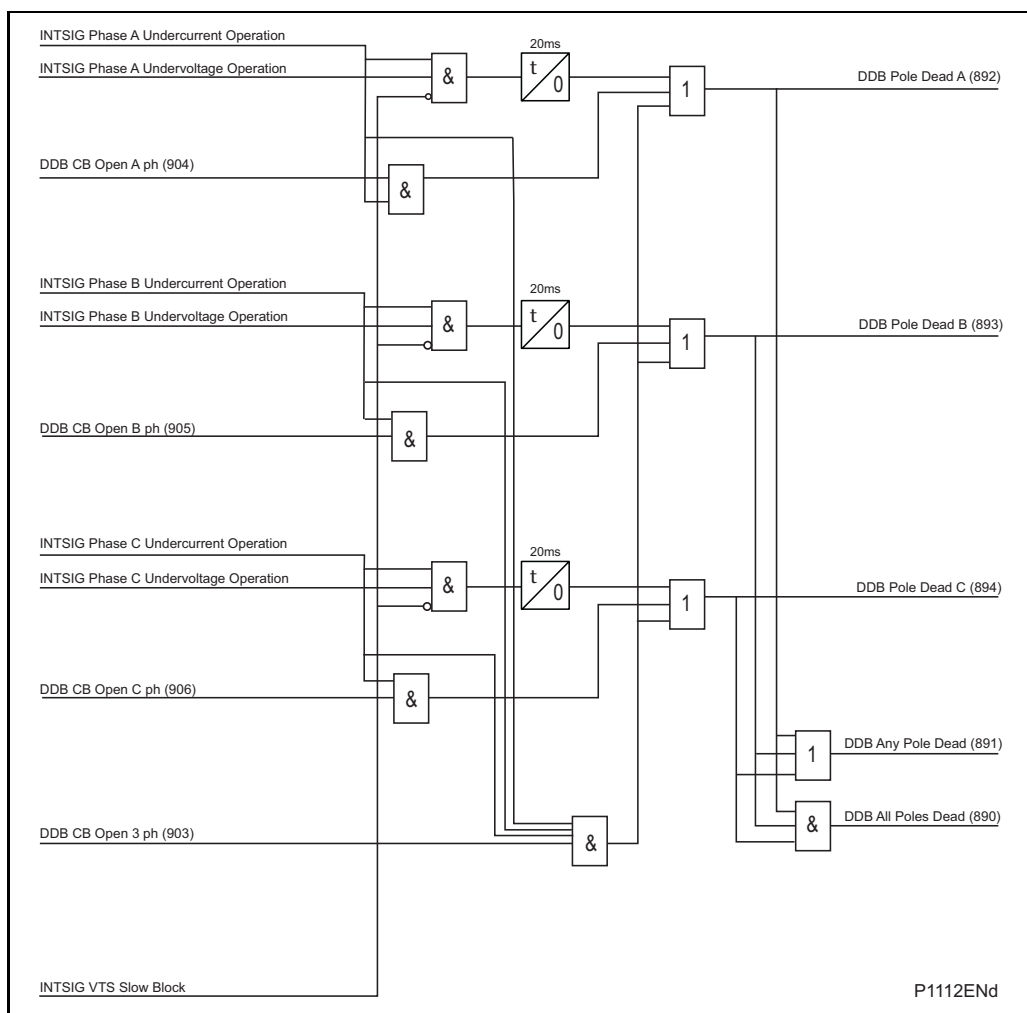 INTSIG Phase A Undercurrent Operation
INTSIG Phase A Undervoltage Operation
&
20ms
t
0
1
DDB Pole Dead A (892)
DDB CB Open A ph (904)
&
INTSIG Phase B Undercurrent Operation
INTSIG Phase B Undervoltage Operation
&
20ms
t
0
1
DDB Pole Dead B (893)
DDB CB Open B ph (905)
&
INTSIG Phase C Undercurrent Operation
INTSIG Phase C Undervoltage Operation
&
20ms
t
0
1
DDB Pole Dead C (894)
DDB CB Open C ph (906)
&
1
DDB Any Pole Dead (891)
DDB CB Open 3 ph (903)
&
&
DDB All Poles Dead (890)
INTSIG VTS Slow Block
P1112ENd